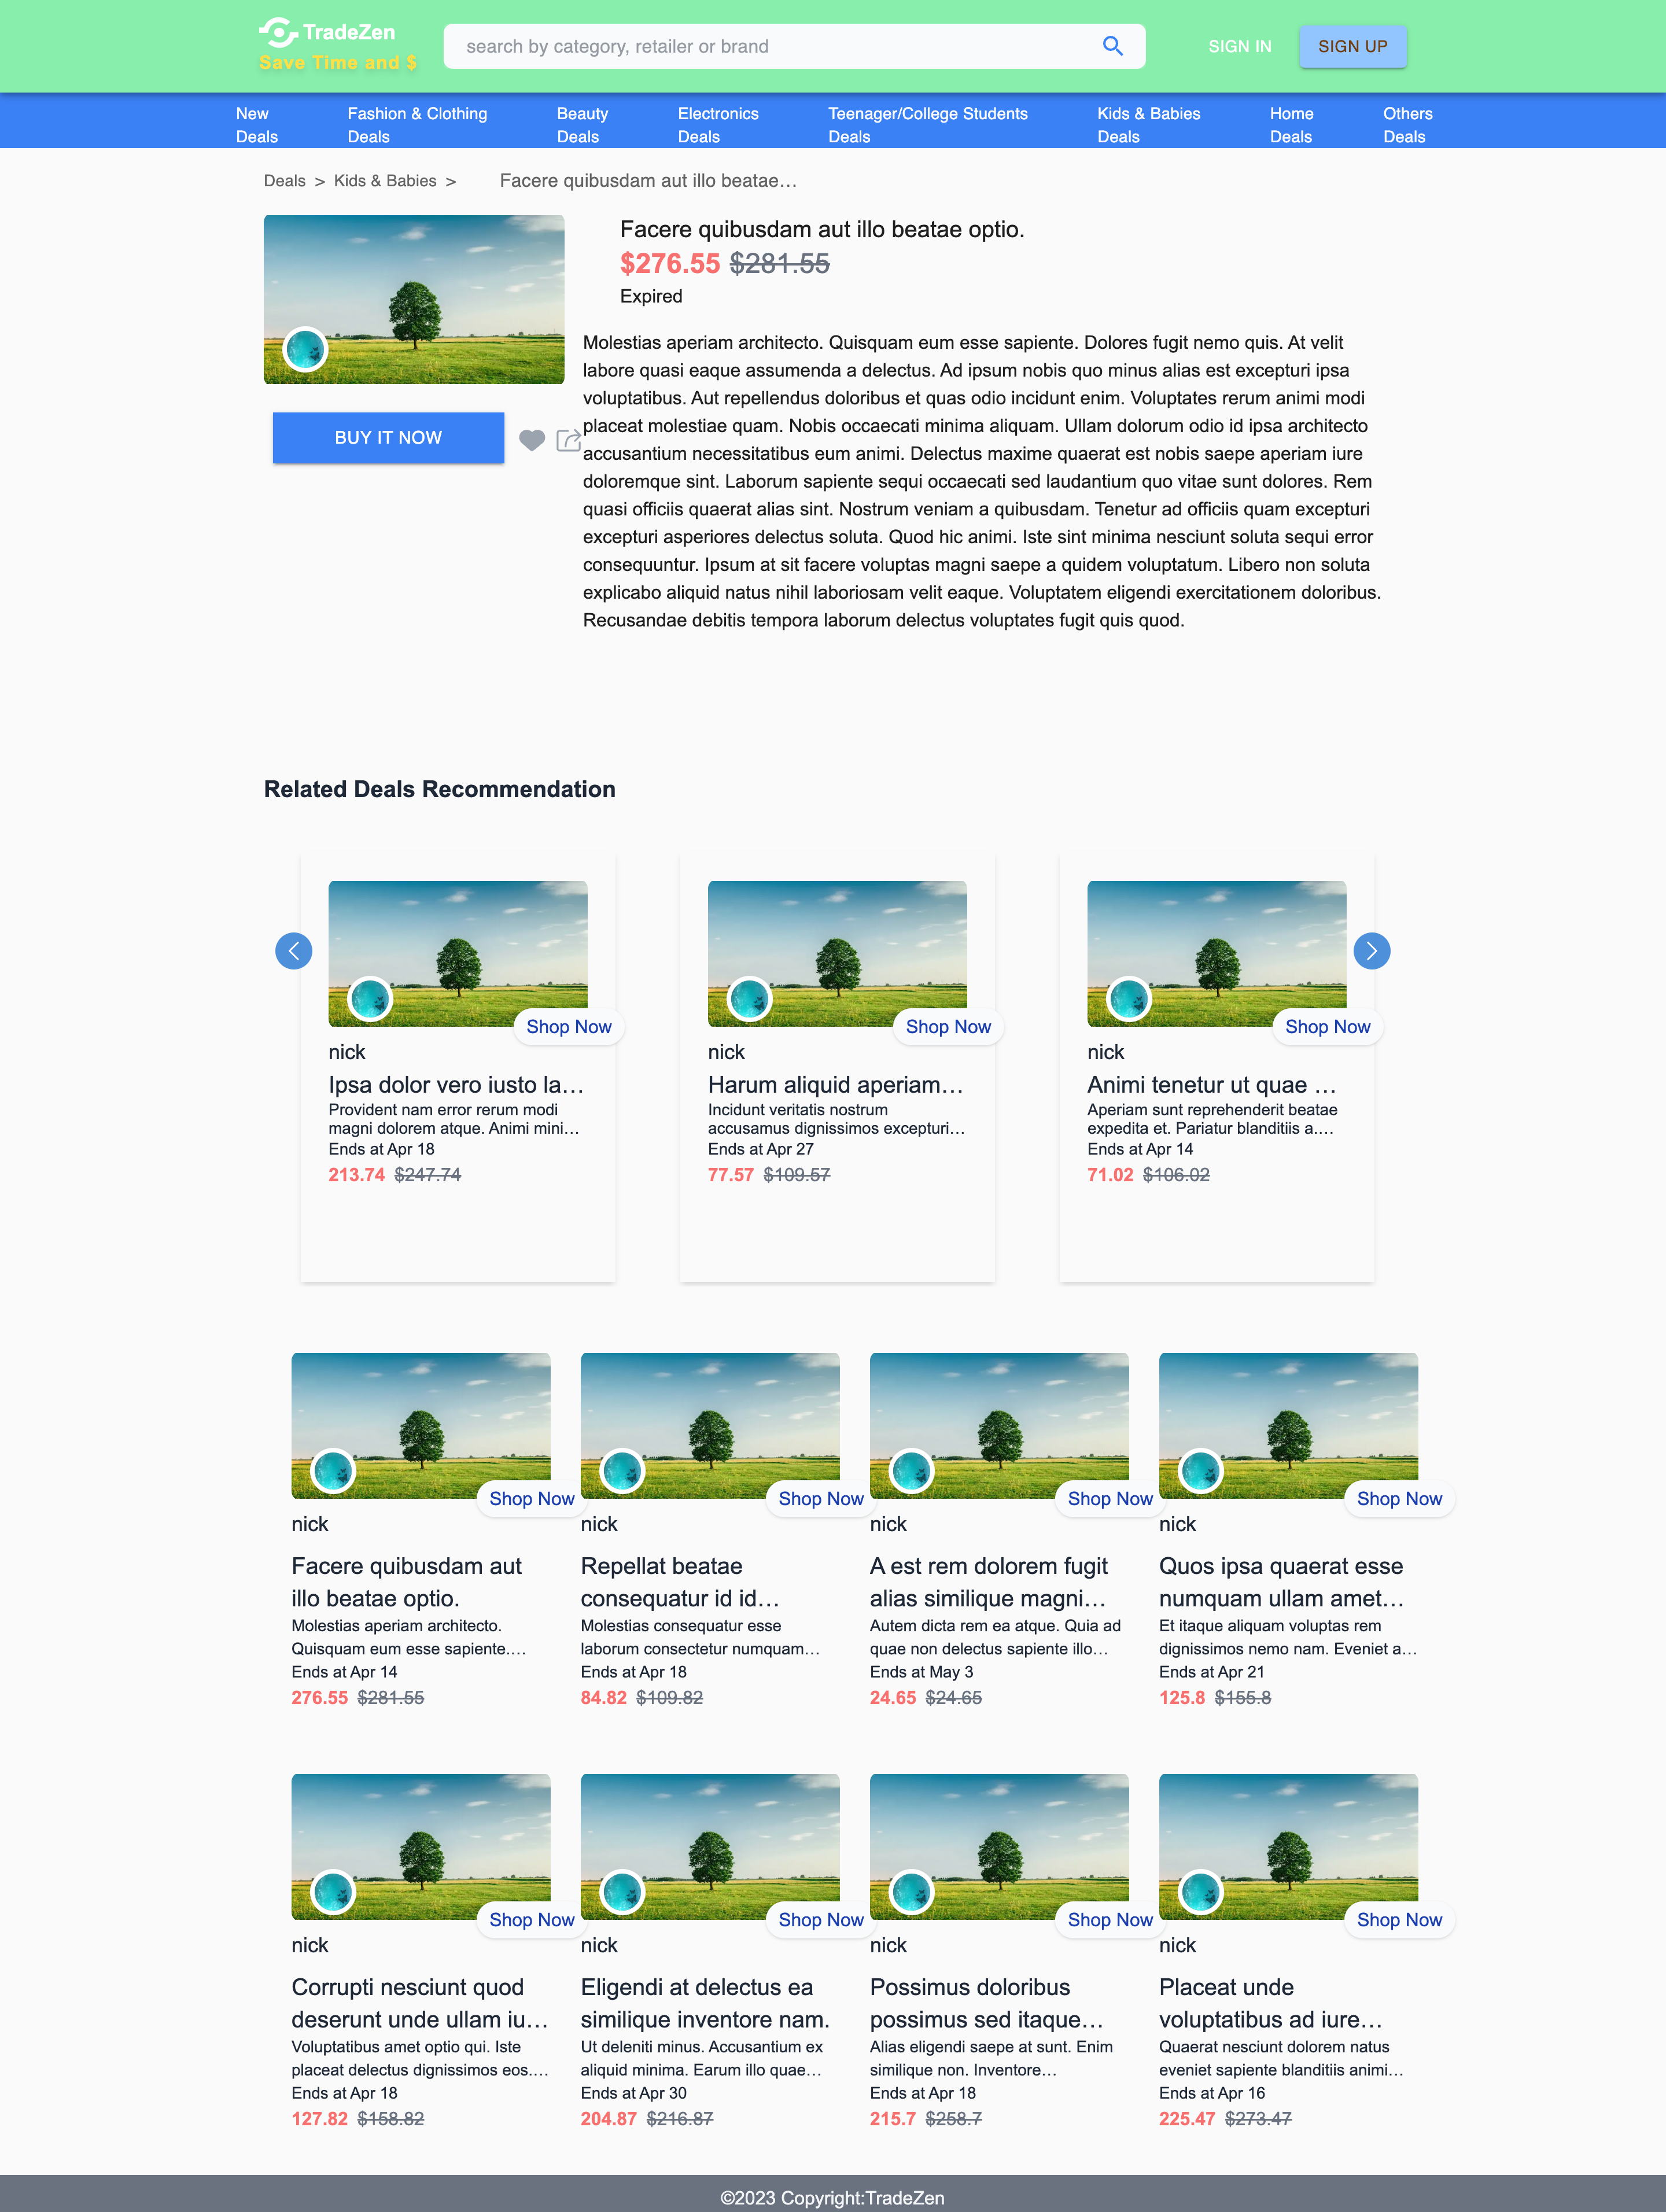 TradeZen
Save Time and $
search by category, retailer or brand
SIGN IN
SIGN UP
New
Deals
Fashion & Clothing
Deals
Beauty
Deals
Electronics
Deals
Teenager/College Students
Deals
Kids & Babies
Deals
Home
Deals
Others
Deals
Deals > Kids & Babies > Facere quibusdam aut illo beatae…
Facere quibusdam aut illo beatae optio.
$276.55 $281.55
Expired
BUY IT NOW
Molestias aperiam architecto. Quisquam eum esse sapiente. Dolores fugit nemo quis. At velit
labore quasi eaque assumenda a delectus. Ad ipsum nobis quo minus alias est excepturi ipsa
voluptatibus. Aut repellendus doloribus et quas odio incidunt enim. Voluptates rerum animi modi
placeat molestiae quam. Nobis occaecati minima aliquam. Ullam dolorum odio id ipsa architecto
accusantium necessitatibus eum animi. Delectus maxime quaerat est nobis saepe aperiam iure
doloremque sint. Laborum sapiente sequi occaecati sed laudantium quo vitae sunt dolores. Rem
quasi officiis quaerat alias sint. Nostrum veniam a quibusdam. Tenetur ad officiis quam excepturi
excepturi asperiores delectus soluta. Quod hic animi. Iste sint minima nesciunt soluta sequi error
consequuntur. Ipsum at sit facere voluptas magni saepe a quidem voluptatum. Libero non soluta
explicabo aliquid natus nihil laboriosam velit eaque. Voluptatem eligendi exercitationem doloribus.
Recusandae debitis tempora laborum delectus voluptates fugit quis quod.
Related Deals Recommendation
Shop Now
nick
Ipsa dolor vero iusto la…
Provident nam error rerum modi
magni dolorem atque. Animi mini…
Ends at Apr 18
213.74 $247.74
Shop Now
nick
Harum aliquid aperiam…
Incidunt veritatis nostrum
accusamus dignissimos excepturi…
Ends at Apr 27
77.57 $109.57
Shop Now
nick
Animi tenetur ut quae …
Aperiam sunt reprehenderit beatae
expedita et. Pariatur blanditiis a.…
Ends at Apr 14
71.02 $106.02
Shop Now
nick
Facere quibusdam aut
illo beatae optio.
Molestias aperiam architecto.
Quisquam eum esse sapiente.…
Ends at Apr 14
276.55 $281.55
Shop Now
nick
Repellat beatae
consequatur id id…
Molestias consequatur esse
laborum consectetur numquam…
Ends at Apr 18
84.82 $109.82
Shop Now
nick
A est rem dolorem fugit
alias similique magni…
Autem dicta rem ea atque. Quia ad
quae non delectus sapiente illo…
Ends at May 3
24.65 $24.65
Shop Now
nick
Quos ipsa quaerat esse
numquam ullam amet…
Et itaque aliquam voluptas rem
dignissimos nemo nam. Eveniet a…
Ends at Apr 21
125.8 $155.8
Shop Now
nick
Corrupti nesciunt quod
deserunt unde ullam iu…
Voluptatibus amet optio qui. Iste
placeat delectus dignissimos eos.…
Ends at Apr 18
127.82 $158.82
Shop Now
nick
Eligendi at delectus ea
similique inventore nam.
Ut deleniti minus. Accusantium ex
aliquid minima. Earum illo quae…
Ends at Apr 30
204.87 $216.87
Shop Now
nick
Possimus doloribus
possimus sed itaque…
Alias eligendi saepe at sunt. Enim
similique non. Inventore…
Ends at Apr 18
215.7 $258.7
Shop Now
nick
Placeat unde
voluptatibus ad iure…
Quaerat nesciunt dolorem natus
eveniet sapiente blanditiis animi…
Ends at Apr 16
225.47 $273.47
©2023 Copyright:TradeZen